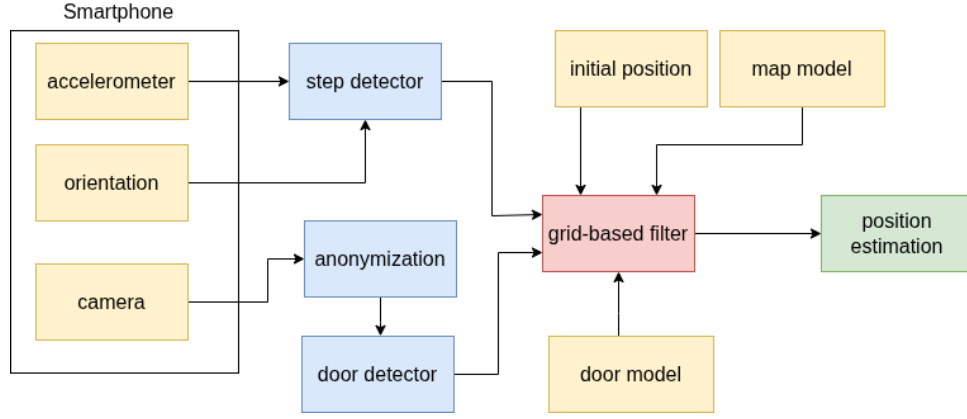 Smartphone
accelerometer
orientation
camera
step detector
anonymization
door detector
initial position
map model
grid-based filter
door model
position
estimation